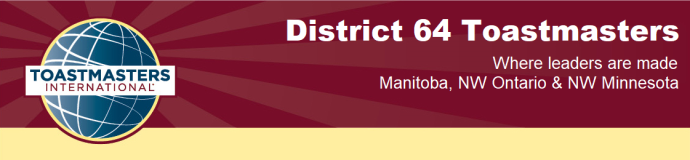 TOASTMASTERS
INTERNATIONAL
District 64 Toastmasters
Where leaders are made
Manitoba, NW Ontario & NW Minnesota